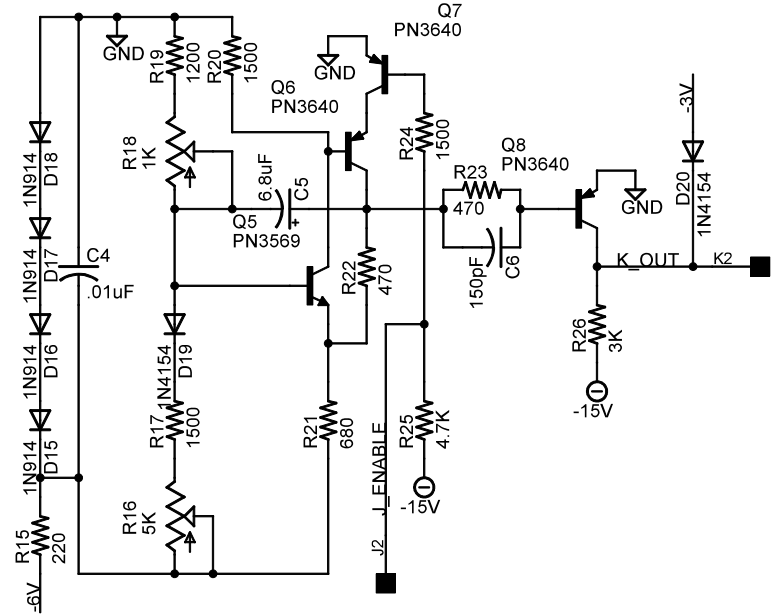 Q7
PN3640
GND
R19
1200
R20
1500
GND
Q6
PN3640
-3V
1N914
D18
R18
1K
R24
1500
Q8
PN3640
D20
1N4154
6.8uF
C5
+
R23
470
GND
Q5
PN3569
1N914
D17
C4
.01uF
R22
470
150pF
C6
K_OUT
K2
1N914
D16
1N4154
D19
R26
3K
-15V
1N914
D15
R17
1500
R21
680
J_ENABLE
R25
4.7K
-15V
R16
5K
R15
220
J2
-6V